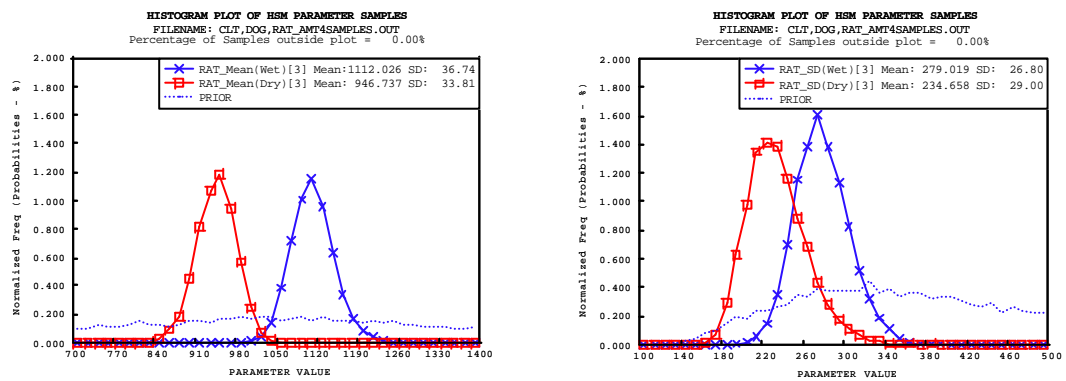 HISTOGRAM PLOT OF HSM PARAMETER SAMPLES
FILENAME: CLT,DOG,RAT_AMT4SAMPLES.OUT
Percentage of Samples outside plot = 0.00%
2.000
1.800
1.600
1.400
1.200
1.000
0.800
0.600
0.400
0.200
0.000
Normalized Freq (Probabilities - %)
RAT_Mean(Wet)[3] Mean:1112.026 SD: 36.74
RAT_Mean(Dry)[3] Mean: 946.737 SD: 33.81
PRIOR
700 770 840 910 980 1050 1120 1190 1260 1330 1400
PARAMETER VALUE
HISTOGRAM PLOT OF HSM PARAMETER SAMPLES
FILENAME: CLT,DOG,RAT_AMT4SAMPLES.OUT
Percentage of Samples outside plot = 0.00%
2.000
1.800
1.600
1.400
1.200
1.000
0.800
0.600
0.400
0.200
0.000
Normalized Freq (Probabilities - %)
RAT_SD(Wet)[3] Mean: 279.019 SD: 26.80
RAT_SD(Dry)[3] Mean: 234.658 SD: 29.00
PRIOR
100 140 180 220 260 300 340 380 420 460 500
PARAMETER VALUE